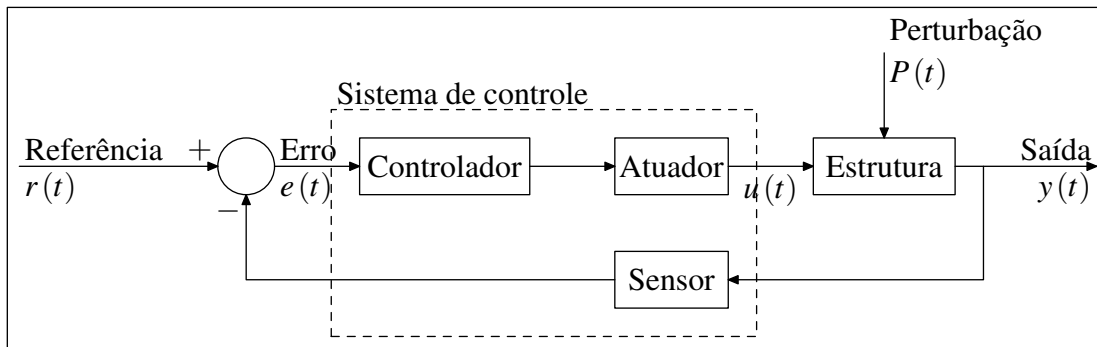 Perturbação
P(t)
Sistema de controle
Referência
r(t)
+
−
Erro
e(t)
Controlador
Atuador
u(t)
Estrutura
Saída
y(t)
Sensor